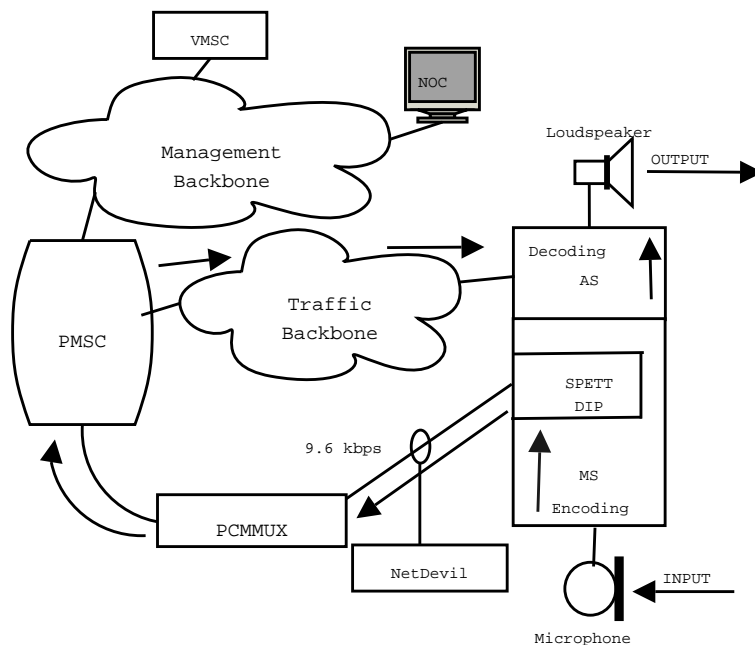 VMSC
NOC
Management
Backbone
Loudspeaker
OUTPUT
Decoding
AS
Traffic
Backbone
PMSC
SPETT
DIP
9.6 kbps
MS
Encoding
PCMMUX
NetDevil
INPUT
Microphone